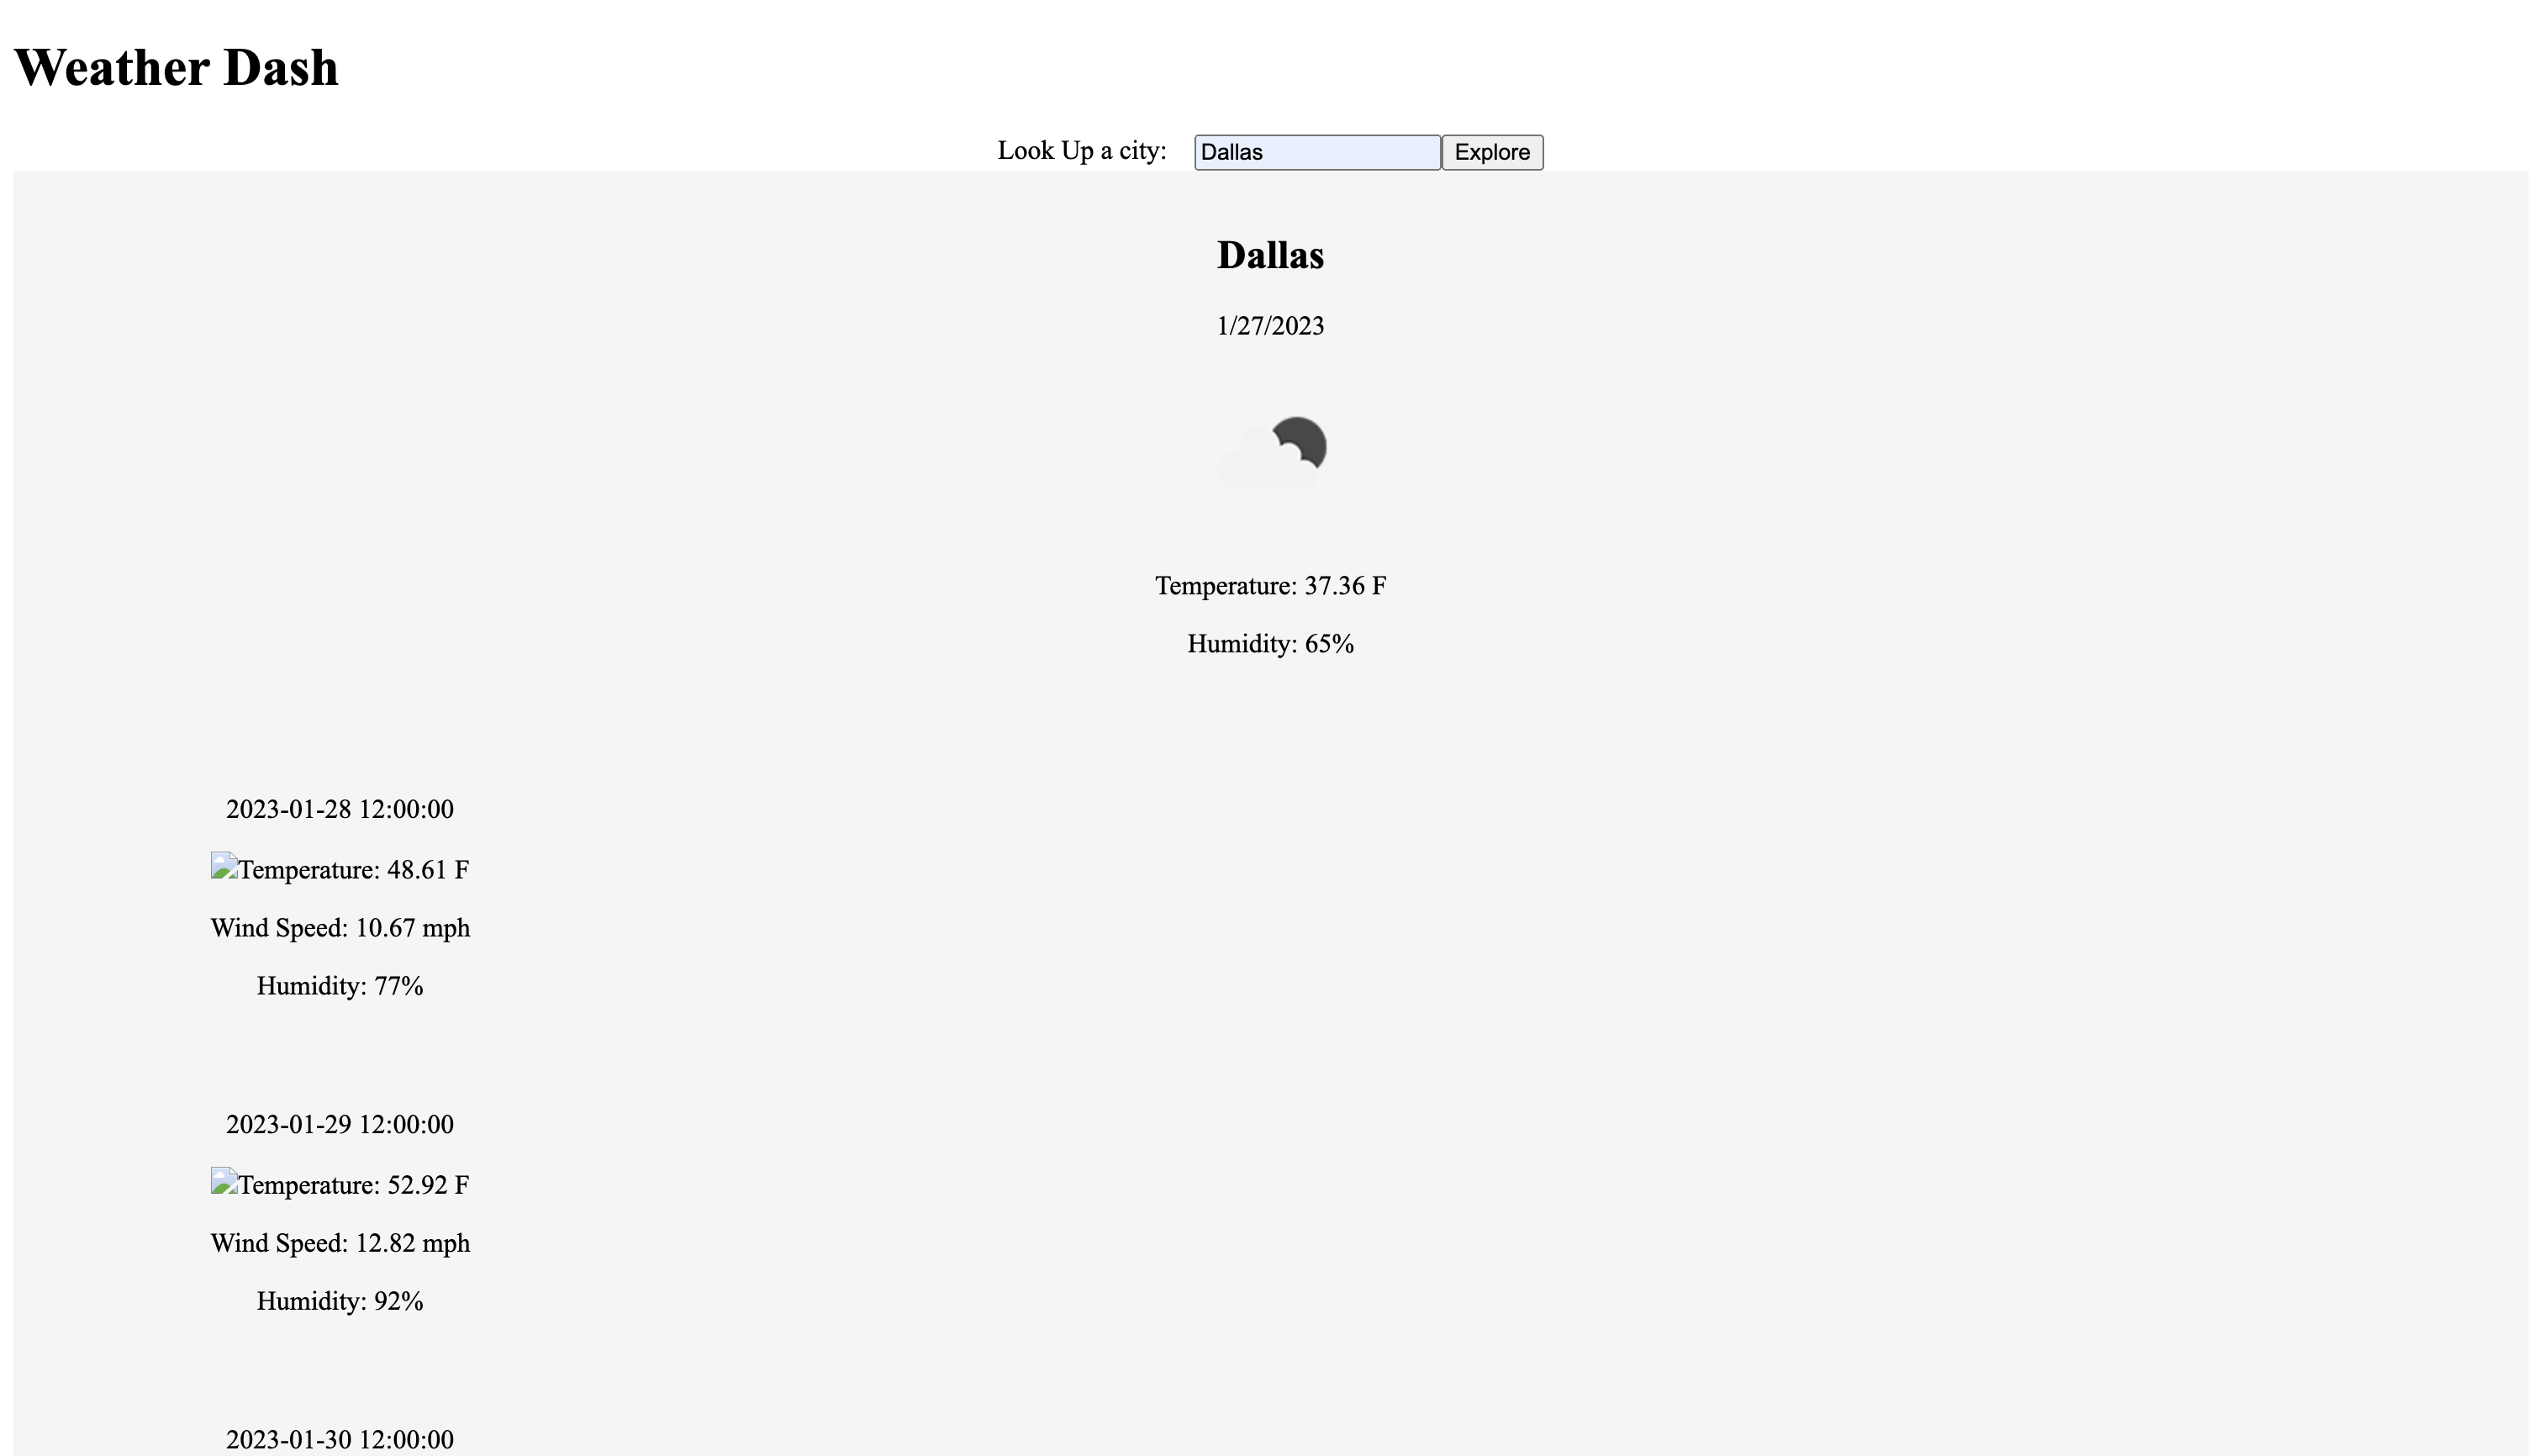 Weather Dash
Look Up a city: Dallas Explore
Dallas
1/27/2023
Temperature: 37.36 F
Humidity: 65%
2023-01-28 12:00:00
Temperature: 48.61 F
Wind Speed: 10.67 mph
Humidity: 77%
2023-01-29 12:00:00
Temperature: 52.92 F
Wind Speed: 12.82 mph
Humidity: 92%
2023-01-30 12:00:00